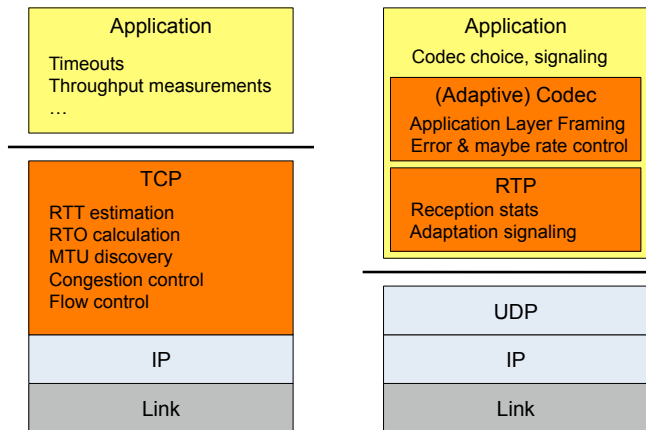 Application
Timeouts
Throughput measurements
…
TCP
RTT estimation
RTO calculation
MTU discovery
Congestion control
Flow control
IP
Link
Application
Codec choice, signaling
(Adaptive) Codec
Application Layer Framing
Error & maybe rate control
RTP
Reception stats
Adaptation signaling
UDP
IP
Link